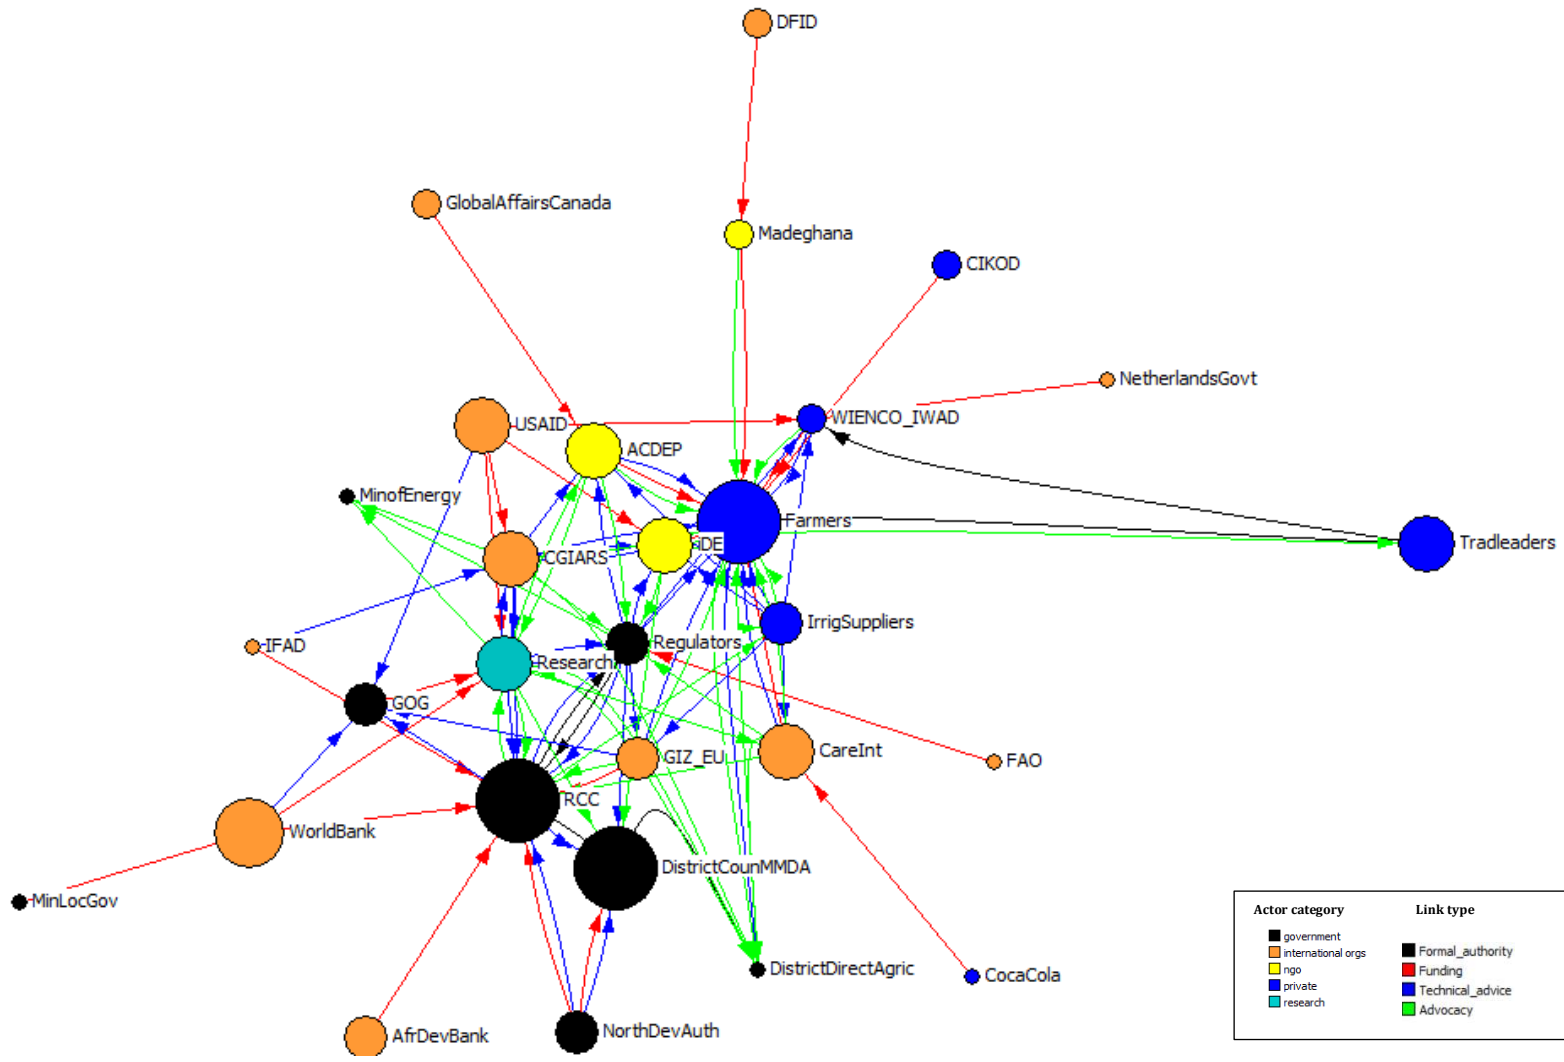 DFID
GlobalAffairsCanada
Madeghana
CIKOD
NetherlandsGovt
WIENCO_IWAD
USAID
ACDEP
MinofEnergy
Farmers
iDE
Tradleaders
CGIARS
IrrigSuppliers
Regulators
IFAD
Research
GOG
CareInt
GIZ_EU
FAO
RCC
WorldBank
DistrictCounMMDA
MinLocGov
DistrictDirectAgric
CocaCola
AfrDevBank
NorthDevAuth
Actor category
government
international orgs
ngo
private
research
Link type
Formal_authority
Funding
Technical_advice
Advocacy